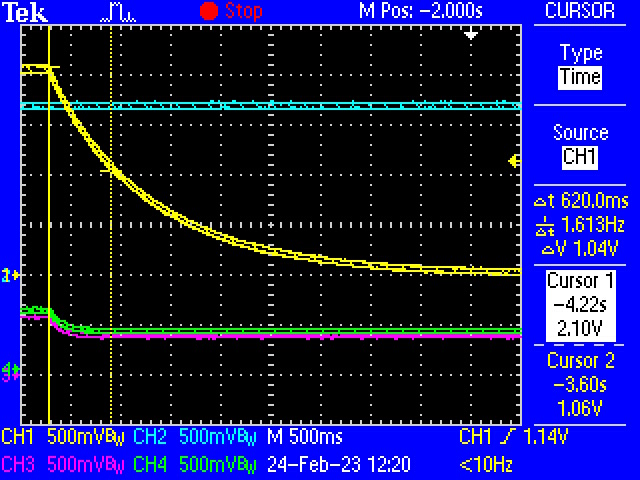 Tek Stop M Pos: -2.000s CURSOR
Type
Time
Source
CH1
Δt 620.0ms
1/Δt 1.613Hz
ΔV 1.04V
Cursor 1
-4.22s
2.10V
Cursor 2
-3.60s
1.06V
CH1 500mVBW CH2 500mVBW M 500ms CH1 ⁄ 1.14V
CH3 500mVBW CH4 500mVBW 24-Feb-23 12:20 <10Hz